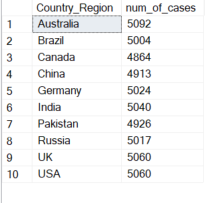 Country_Region num_of_cases
1 Australia 5092
2 Brazil 5004
3 Canada 4864
4 China 4913
5 Germany 5024
6 India 5040
7 Pakistan 4926
8 Russia 5017
9 UK 5060
10 USA 5060